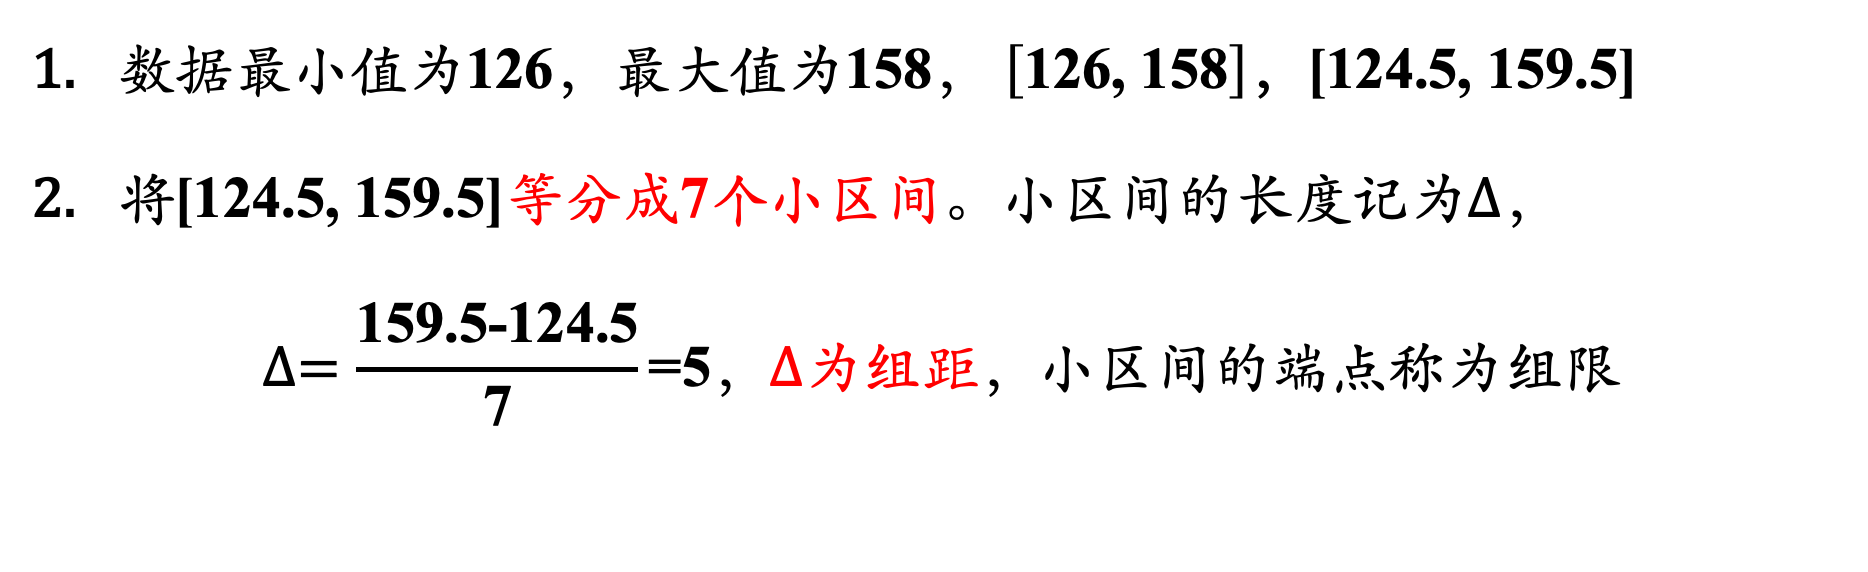 1. 数据最小值为126，最大值为158， [126, 158]，[124.5, 159.5]
2. 将[124.5, 159.5]等分成7个小区间。小区间的长度记为Δ，
Δ= 159.5-124.5 / 7 =5，Δ为组距，小区间的端点称为组限